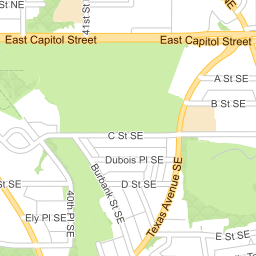 St NE
41st St
East Capitol Street
East Capitol Street
A St SE
B St SE
C St SE
Dubois Pl SE
Burbank St SE
D St SE
St SE
40th Pl SE
Ely Pl SE
Texas Avenue SE
E St SE